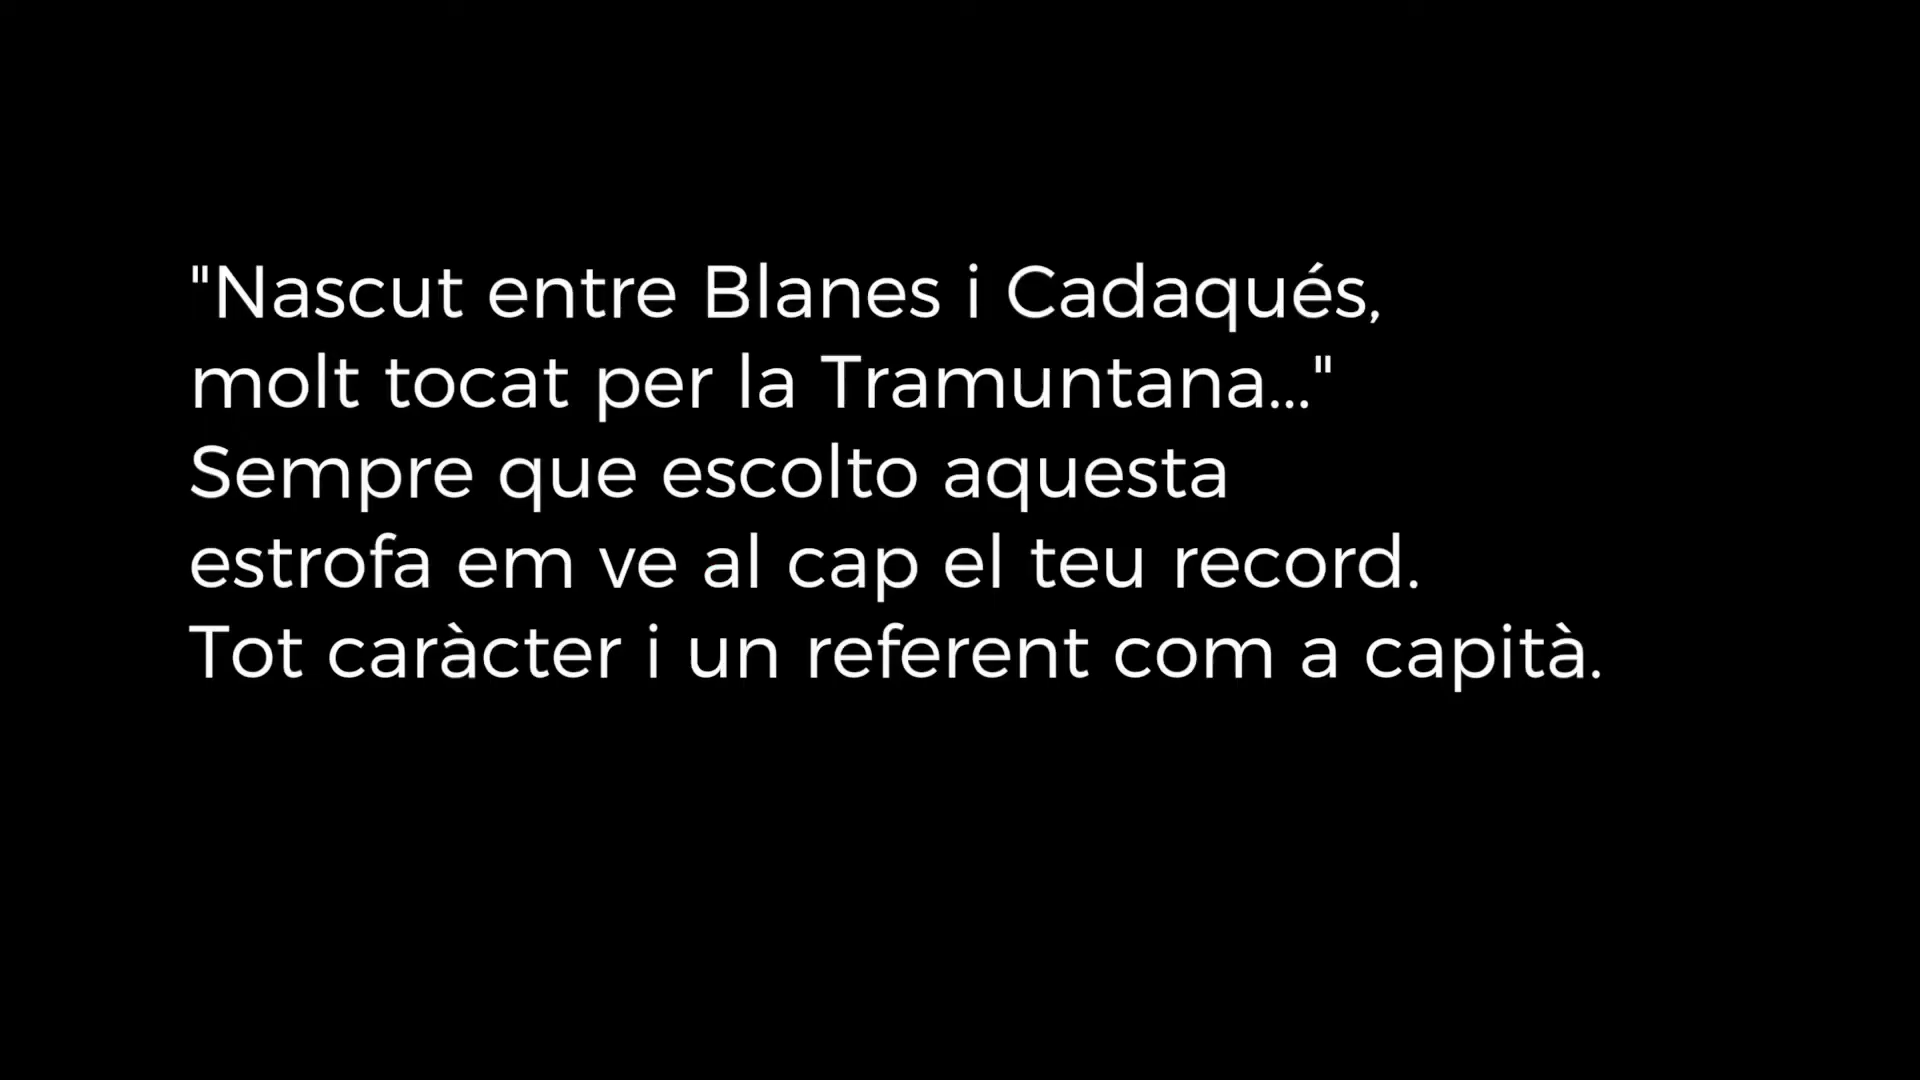 "Nascut entre Blanes i Cadaqués,
molt tocat per la Tramuntana..."
Sempre que escolto aquesta
estrofa em ve al cap el teu record.
Tot caràcter i un referent com a capità.